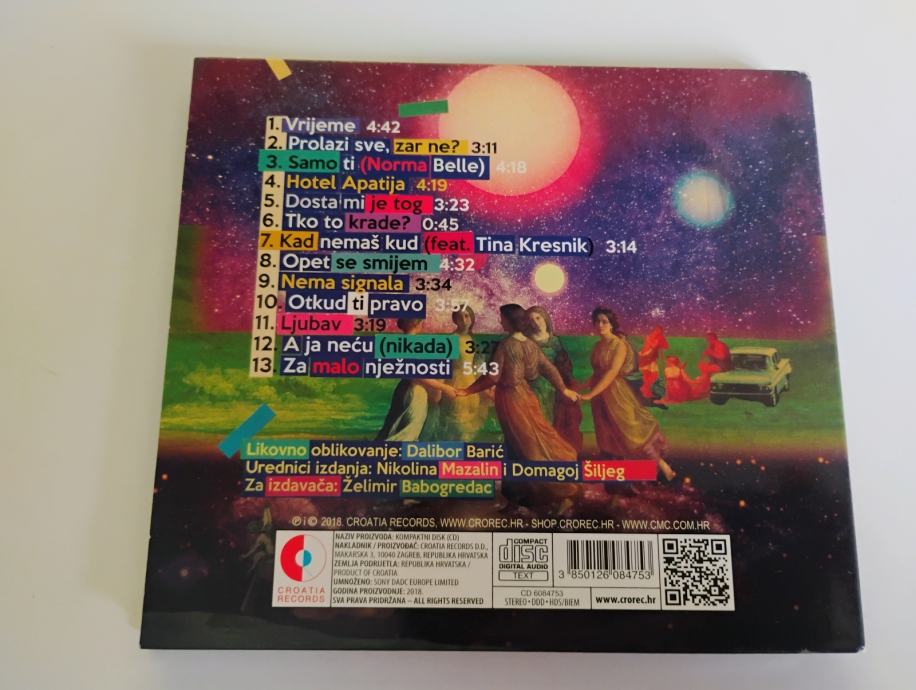 1. Vrijeme 4:42
2. Prolazi sve, zar ne? 3:11
3. Samo ti (Norma Belle) 4:18
4. Hotel Apatija 4:19
5. Dosta mi je tog 3:23
6. Tko to krade? 0:45
7. Kad nemaš kud (feat. Tina Kresnik) 3:14
8. Opet se smijem 4:32
9. Nema signala 3:34
10. Otkud ti pravo 3:57
11. Ljubav 3:19
12. A ja neću (nikada) 3:27
13. Za malo nježnosti 5:43
Likovno oblikovanje: Dalibor Barić
Urednici izdanja: Nikolina Mazalin i Domagoj Šiljeg
Za izdavača: Želimir Babogredac
℗ i © 2018. CROATIA RECORDS, WWW.CROREC.HR - SHOP.CROREC.HR - WWW.CMC.COM.HR
CROATIA
RECORDS
NAZIV PROIZVODA: KOMPAKTNI DISK (CD)
NAKLADNIK / PROIZVOĐAČ: CROATIA RECORDS D.D.,
MAKARSKA 3, 10040 ZAGREB, REPUBLIKA HRVATSKA
ZEMLJA PODRIJETLA: REPUBLIKA HRVATSKA /
PRODUCT OF CROATIA
UMNOŽENO: SONY DADC EUROPE LIMITED
GODINA PROIZVODNJE: 2018.
SVA PRAVA PRIDRŽANA – ALL RIGHTS RESERVED
COMPACT
disc
DIGITAL AUDIO
TEXT
CD 6084753
STEREO • DDD • HDS/BIEM
3 850126 084753
www.crorec.hr